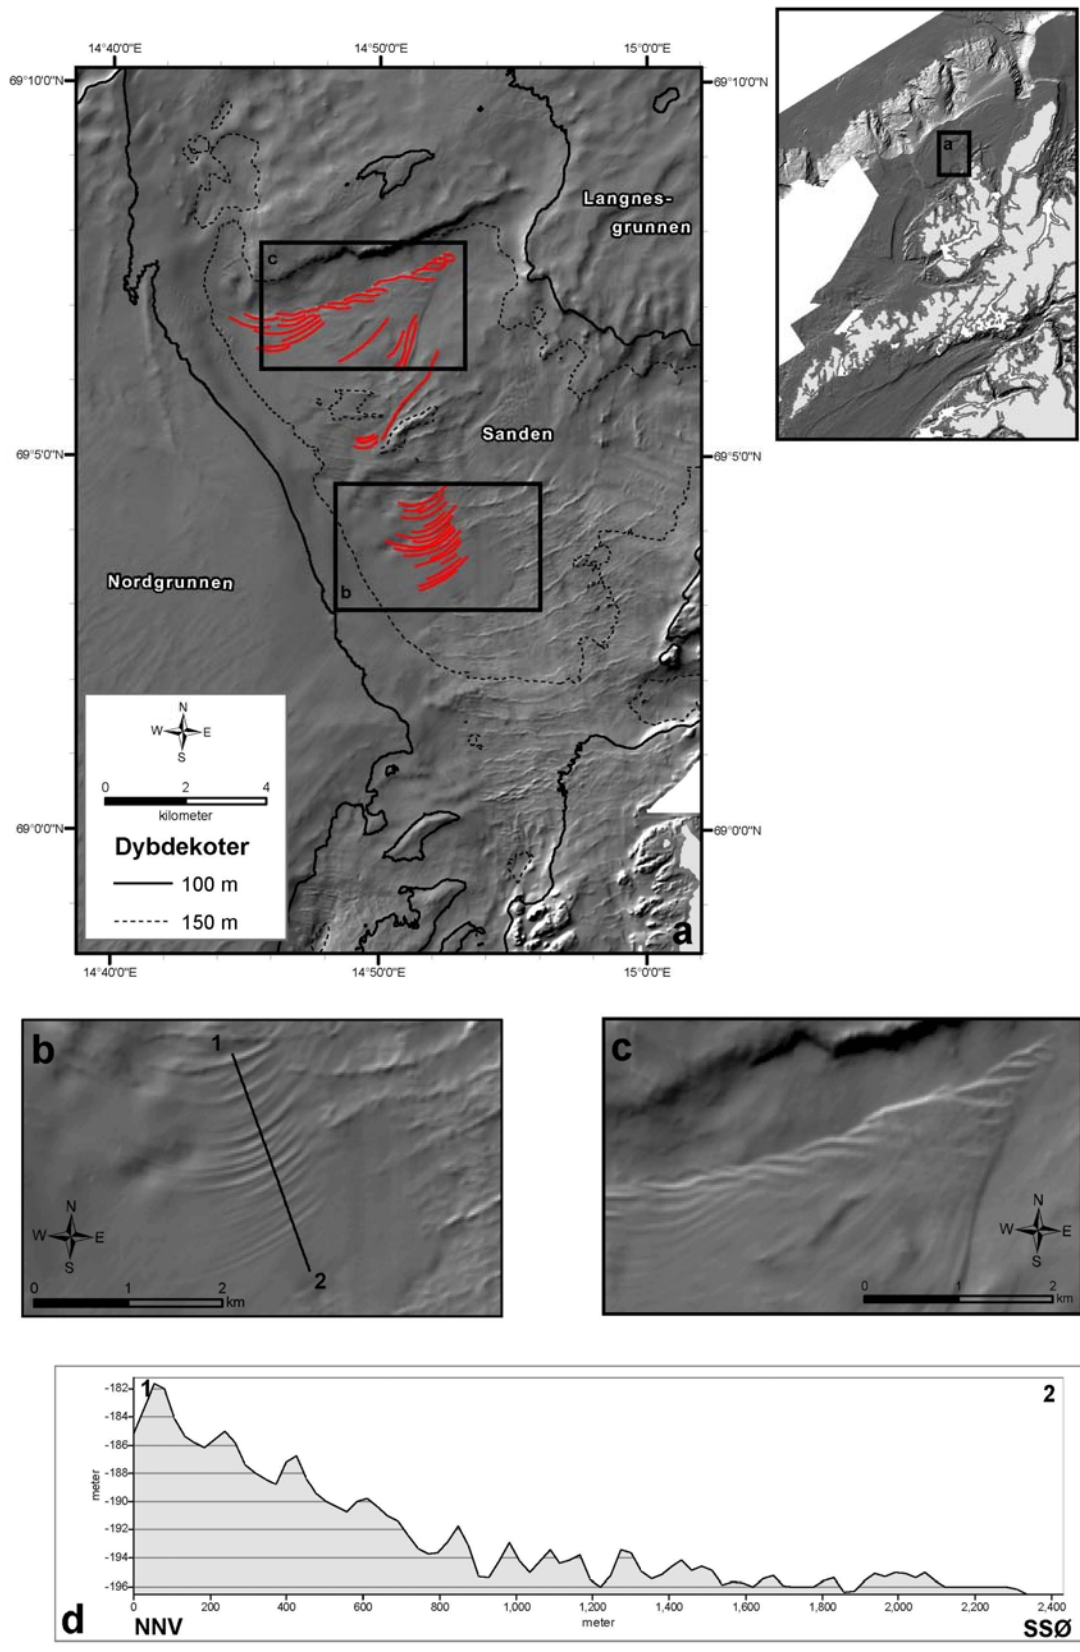 14°40'0"E 14°50'0"E 15°0'0"E
69°10'0"N 69°10'0"N
a
Langnes-
grunnen
c
Sanden
69°5'0"N 69°5'0"N
b
Nordgrunnen
N
W E
S
0 2 4
kilometer
Dybdekoter
100 m
150 m
69°0'0"N 69°0'0"N
a
14°40'0"E 14°50'0"E 15°0'0"E
b
1
2
N
W E
S
0 1 2
km
c
N
W E
S
0 1 2
km
1 2
-182
-184
-186
-188
-190
-192
-194
-196
meter
0 200 400 600 800 1,000 1,200 1,400 1,600 1,800 2,000 2,200 2,400
meter
d NNV SSØ